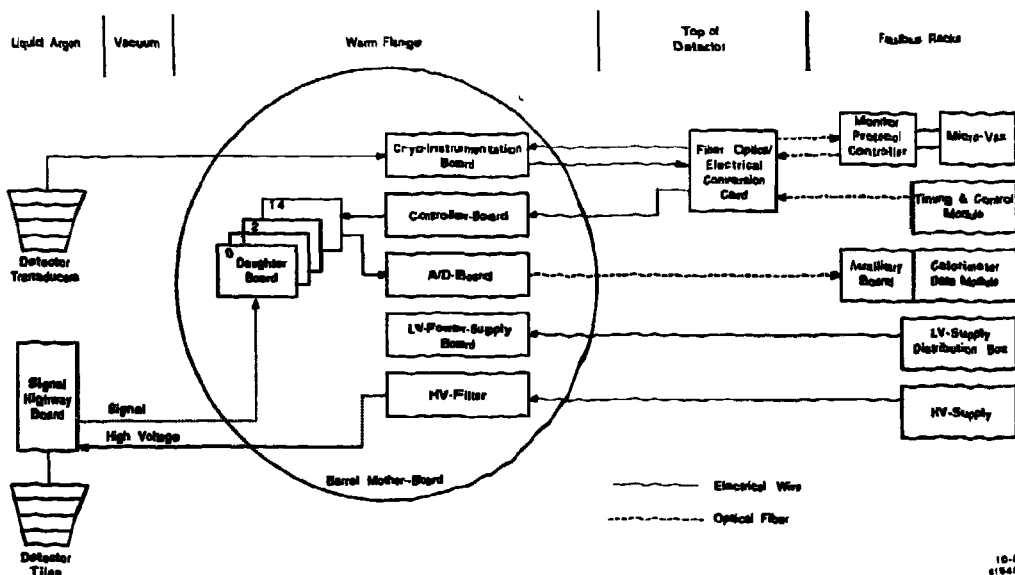 Liquid Argon
Vacuum
Warm Flange
Top of
Detector
Fastbus Racks
Cryo-Instrumentation
Board
Fiber Optic/
Electrical
Conversion
Card
Monitor
Protocol
Controller
Micro-Vax
Timing & Control
Module
Controller-Board
14
2
0
Daughter
Board
A/D-Board
Auxiliary
Board
Calorimeter
Data Module
Detector
Transducers
LV-Power-Supply
Board
LV-Supply
Distribution Box
Signal
Highway
Board
HV-Filter
HV-Supply
Signal
High Voltage
Barrel Mother-Board
Electrical Wire
Optical Fiber
Detector
Tiles